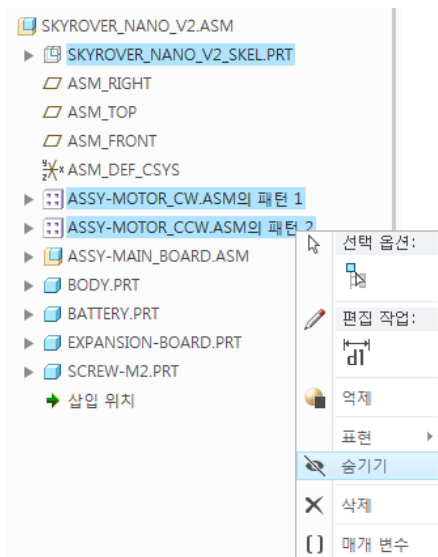 SKYROVER_NANO_V2.ASM
SKYROVER_NANO_V2_SKEL.PRT
ASM_RIGHT
ASM_TOP
ASM_FRONT
ASM_DEF_CSYS
ASSY-MOTOR_CW.ASM의 패턴 1
ASSY-MOTOR_CCW.ASM의 패턴 2
ASSY-MAIN_BOARD.ASM
BODY.PRT
BATTERY.PRT
EXPANSION-BOARD.PRT
SCREW-M2.PRT
삽입 위치
선택 옵션:
편집 작업:
억제
표현
숨기기
삭제
매개 변수